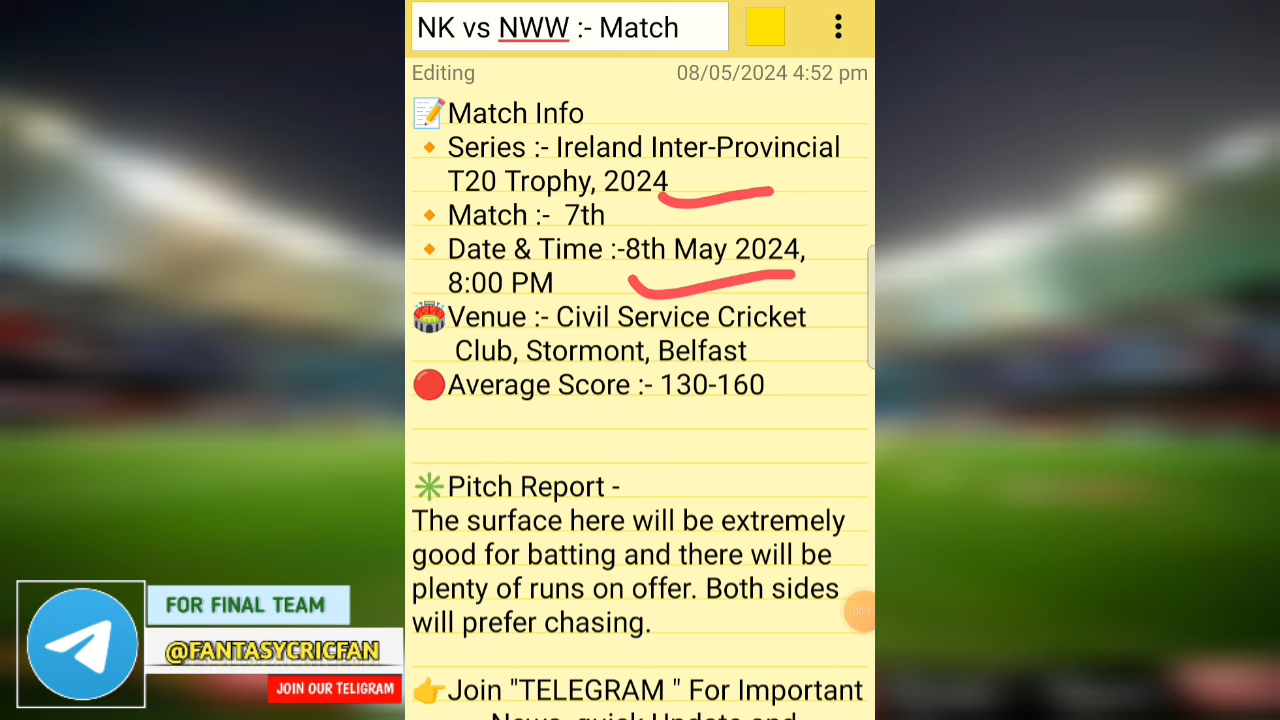 NK vs NWW :- Match
Editing
08/05/2024 4:52 pm
📝Match Info
🔸Series :- Ireland Inter-Provincial
T20 Trophy, 2024
🔸Match :- 7th
🔸Date & Time :-8th May 2024,
8:00 PM
🏟️Venue :- Civil Service Cricket
Club, Stormont, Belfast
🔴Average Score :- 130-160
✳️Pitch Report -
The surface here will be extremely
good for batting and there will be
plenty of runs on offer. Both sides
will prefer chasing.
👉Join "TELEGRAM " For Important
News, quick Update and
FOR FINAL TEAM
@FANTASYCRICFAN
JOIN OUR TELIGRAM